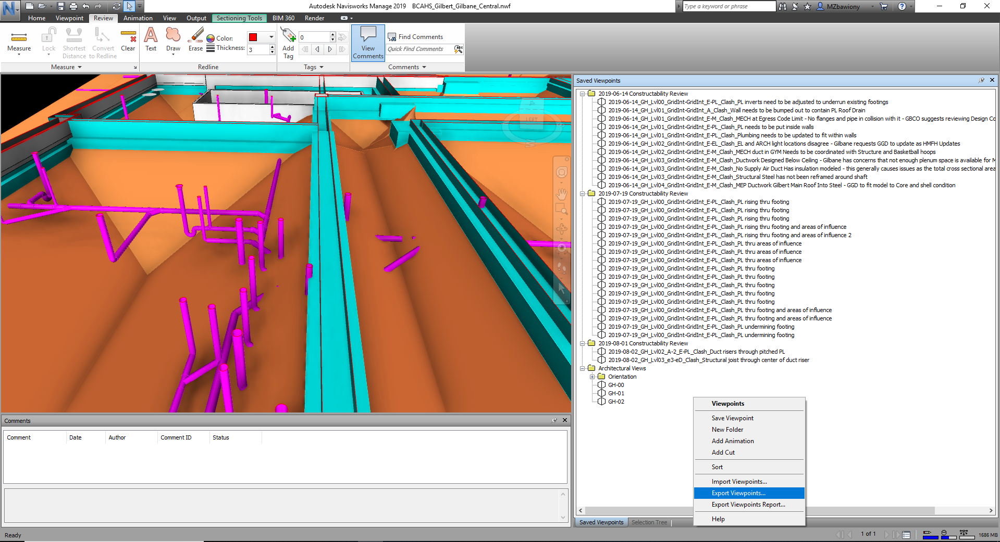 Autodesk Navisworks Manage 2019   BCAHS_Gilbert_Gilbane_Central.nwf
Type a keyword or phrase
MZbawiony
Home Viewpoint Review Animation View Output Sectioning Tools BIM 360 Render
Measure
Lock
Shortest Distance
Convert to Redline
Clear
Text
Draw
Erase
Color:
Thickness: 3
Add Tag
0
View Comments
Find Comments
Quick Find Comments
Measure
Redline
Tags
Comments
LEFT
Saved Viewpoints
2019-06-14 Constructability Review
2019-06-14_GH_Lvl00_GridInt-GridInt_E-PL_Clash_PL inverts need to be adjusted to underrun existing footings
2019-06-14_GH_Lvl01_GridInt-GridInt_A_Clash_Wall needs to be bumped out to contain PL Roof Drain
2019-06-14_GH_Lvl01_GridInt-GridInt_E-M_Clash_MECH at Egress Code Limit - No flanges and pipe in collision with it - GBCO suggests reviewing Design Co
2019-06-14_GH_Lvl01_GridInt-GridInt_E-PL_Clash_PL needs to be put inside walls
2019-06-14_GH_Lvl01_GridInt-GridInt_E-PL_Clash_Plumbing needs to be updated to fit within walls
2019-06-14_GH_Lvl02_GridInt-GridInt_E-EL_Clash_EL and ARCH light locations disagree - Gilbane requests GGD to update as HMFH Updates
2019-06-14_GH_Lvl02_GridInt-GridInt_E-M_Clash_MECH duct in GYM Needs to be coordinated with Structure and Basketball hoops
2019-06-14_GH_Lvl03_GridInt-GridInt_E-M_Clash_Ductwork Designed Below Ceiling - Gilbane has concerns that not enough plenum space is available for M
2019-06-14_GH_Lvl03_GridInt-GridInt_E-M_Clash_No Supply Air Duct Has insulation modeled - this generally causes issues as the total cross sectional area
2019-06-14_GH_Lvl03_GridInt-GridInt_E-M_Clash_Structural Steel has not been reframed around shaft
2019-06-14_GH_Lvl04_GridInt-GridInt_E-M_Clash_MEP Ductwork Gilbert Main Roof Into Steel - GGD to fit model to Core and shell condition
2019-07-19 Constructability Review
2019-07-19_GH_Lvl00_GridInt-GridInt_E-PL_Clash_PL rising thru footing
2019-07-19_GH_Lvl00_GridInt-GridInt_E-PL_Clash_PL rising thru footing
2019-07-19_GH_Lvl00_GridInt-GridInt_E-PL_Clash_PL rising thru footing
2019-07-19_GH_Lvl00_GridInt-GridInt_E-PL_Clash_PL rising thru footing and areas of influence
2019-07-19_GH_Lvl00_GridInt-GridInt_E-PL_Clash_PL rising thru footing and areas of influence 2
2019-07-19_GH_Lvl00_GridInt-GridInt_E-PL_Clash_PL thru areas of influence
2019-07-19_GH_Lvl00_GridInt-GridInt_E-PL_Clash_PL thru areas of influence
2019-07-19_GH_Lvl00_GridInt-GridInt_E-PL_Clash_PL thru areas of influence
2019-07-19_GH_Lvl00_GridInt-GridInt_E-PL_Clash_PL thru footing
2019-07-19_GH_Lvl00_GridInt-GridInt_E-PL_Clash_PL thru footing
2019-07-19_GH_Lvl00_GridInt-GridInt_E-PL_Clash_PL thru footing
2019-07-19_GH_Lvl00_GridInt-GridInt_E-PL_Clash_PL thru footing
2019-07-19_GH_Lvl00_GridInt-GridInt_E-PL_Clash_PL thru footing
2019-07-19_GH_Lvl00_GridInt-GridInt_E-PL_Clash_PL thru footing and areas of influence
2019-07-19_GH_Lvl00_GridInt-GridInt_E-PL_Clash_PL thru footing and areas of influence
2019-07-19_GH_Lvl00_GridInt-GridInt_E-PL_Clash_PL undermining footing
2019-07-19_GH_Lvl00_GridInt-GridInt_E-PL_Clash_PL undermining footing
2019-08-01 Constructability Review
2019-08-02_GH_Lvl02_A-2_E-PL_Clash_Duct risers through pitched PL
2019-08-02_GH_Lvl03_e3-eD_Clash_Structural joist through center of duct riser
Architectural Views
Orientation
GH-00
GH-01
GH-02
Viewpoints
Save Viewpoint
New Folder
Add Animation
Add Cut
Sort
Import Viewpoints...
Export Viewpoints...
Export Viewpoints Report...
Help
Comments
Comment Date Author Comment ID Status
Saved Viewpoints Selection Tree
Ready
1 of 1
1686 MB